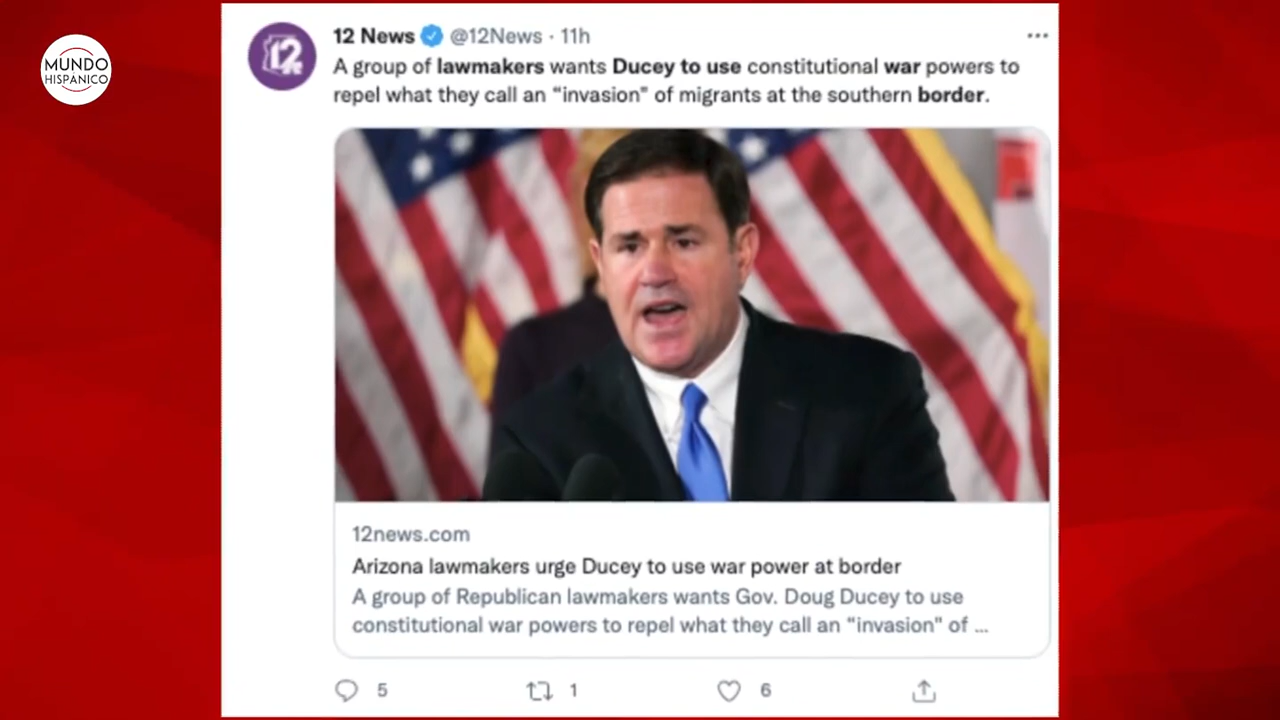 MUNDO
HISPÁNICO
12
12 News @12News · 11h
A group of lawmakers wants Ducey to use constitutional war powers to
repel what they call an “invasion” of migrants at the southern border.
12news.com
Arizona lawmakers urge Ducey to use war power at border
A group of Republican lawmakers wants Gov. Doug Ducey to use
constitutional war powers to repel what they call an “invasion” of ...
5 1 6